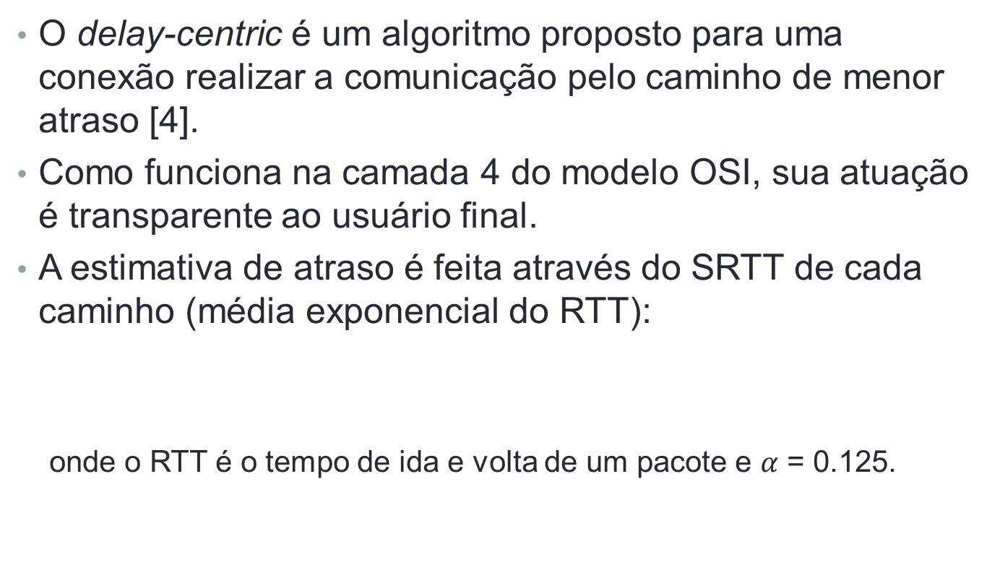 • O delay-centric é um algoritmo proposto para uma
conexão realizar a comunicação pelo caminho de menor
atraso [4].
• Como funciona na camada 4 do modelo OSI, sua atuação
é transparente ao usuário final.
• A estimativa de atraso é feita através do SRTT de cada
caminho (média exponencial do RTT):
onde o RTT é o tempo de ida e volta de um pacote e 𝛼 = 0.125.